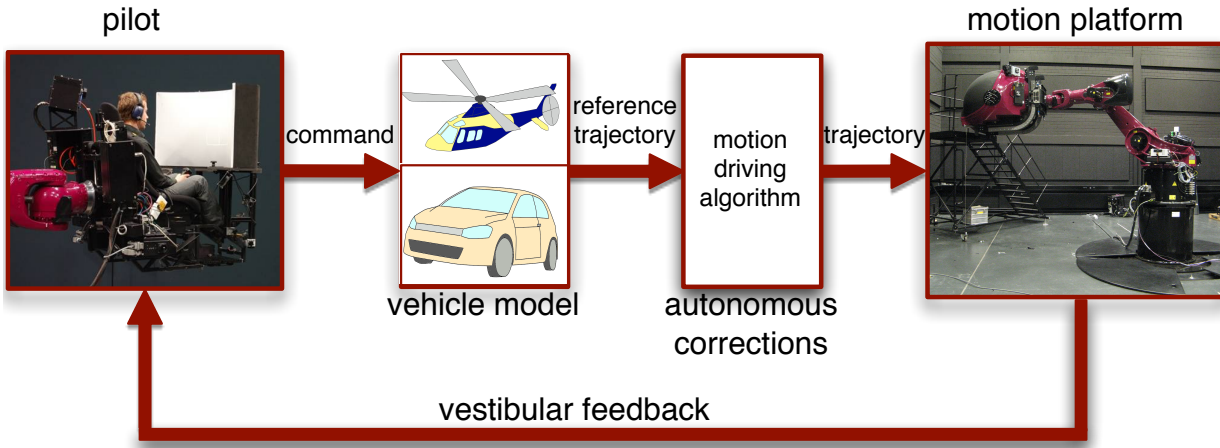 pilot
motion platform
command
reference
trajectory
motion
driving
algorithm
trajectory
vehicle model
autonomous
corrections
vestibular feedback